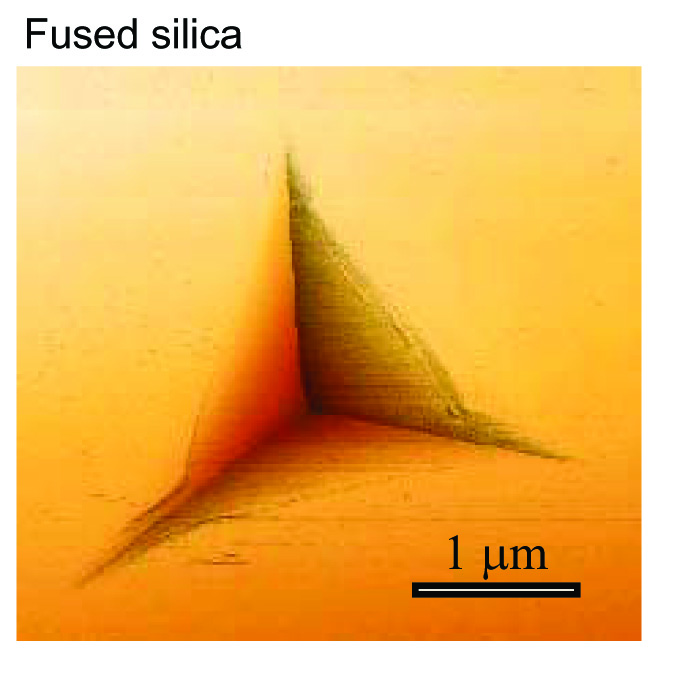 Fused silica
1 μm